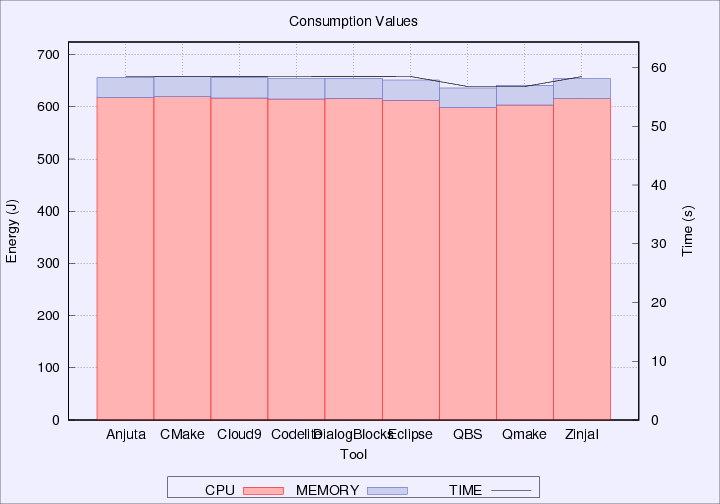 Consumption Values
700
600
500
400
300
200
100
0
60
50
40
30
20
10
0
Energy (J)
Time (s)
Anjuta CMake Cloud9 Codelite DialogBlocks Eclipse QBS Qmake ZinjaI
Tool
CPU MEMORY TIME